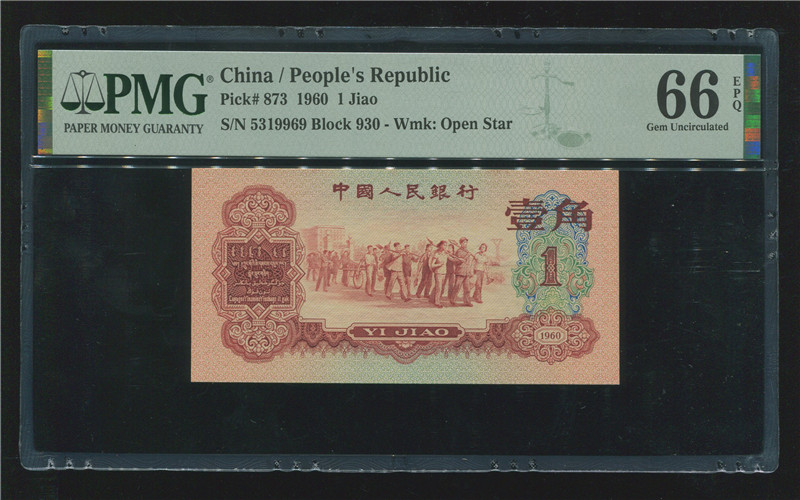 PMG®
PAPER MONEY GUARANTY
China / People's Republic
Pick# 873 1960 1 Jiao
S/N 5319969 Block 930 - Wmk: Open Star
66
EPQ
Gem Uncirculated
中國人民銀行
壹角
1
YI JIAO
1960